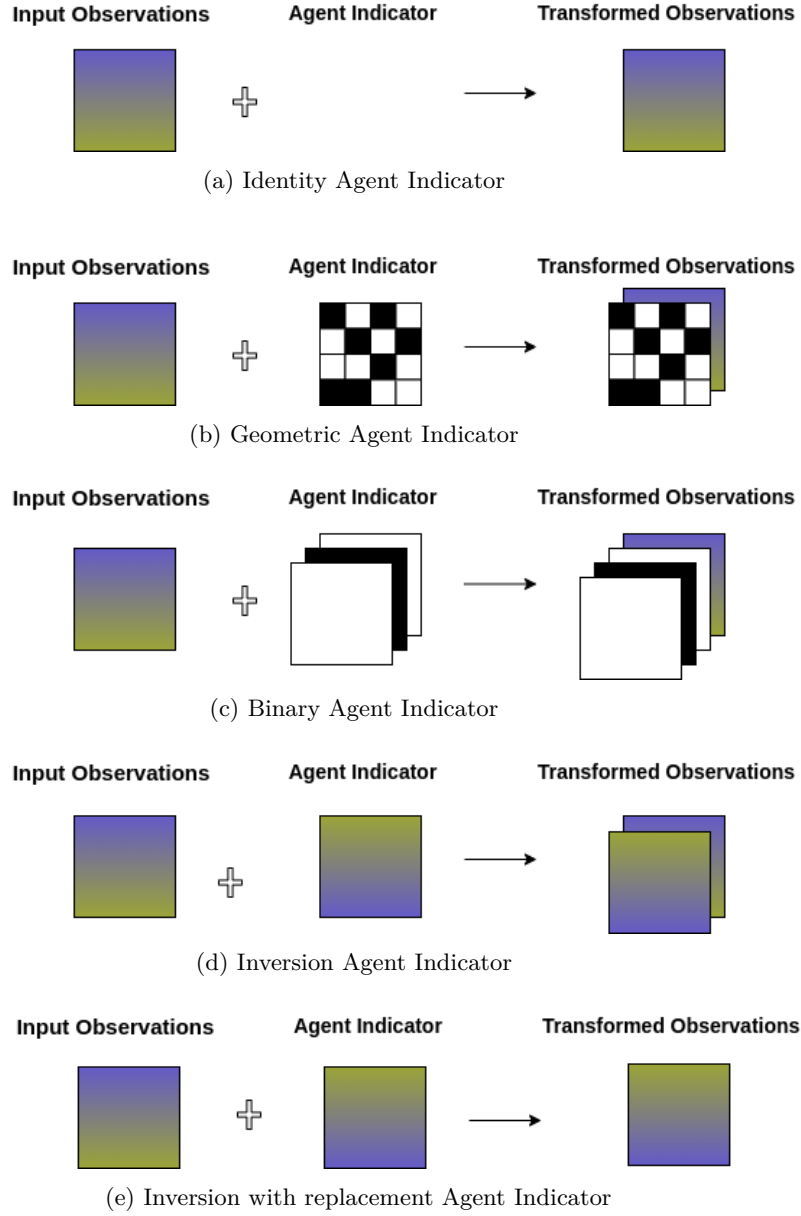 Input Observations Agent Indicator Transformed Observations
(a) Identity Agent Indicator
Input Observations Agent Indicator Transformed Observations
(b) Geometric Agent Indicator
Input Observations Agent Indicator Transformed Observations
(c) Binary Agent Indicator
Input Observations Agent Indicator Transformed Observations
(d) Inversion Agent Indicator
Input Observations Agent Indicator Transformed Observations
(e) Inversion with replacement Agent Indicator